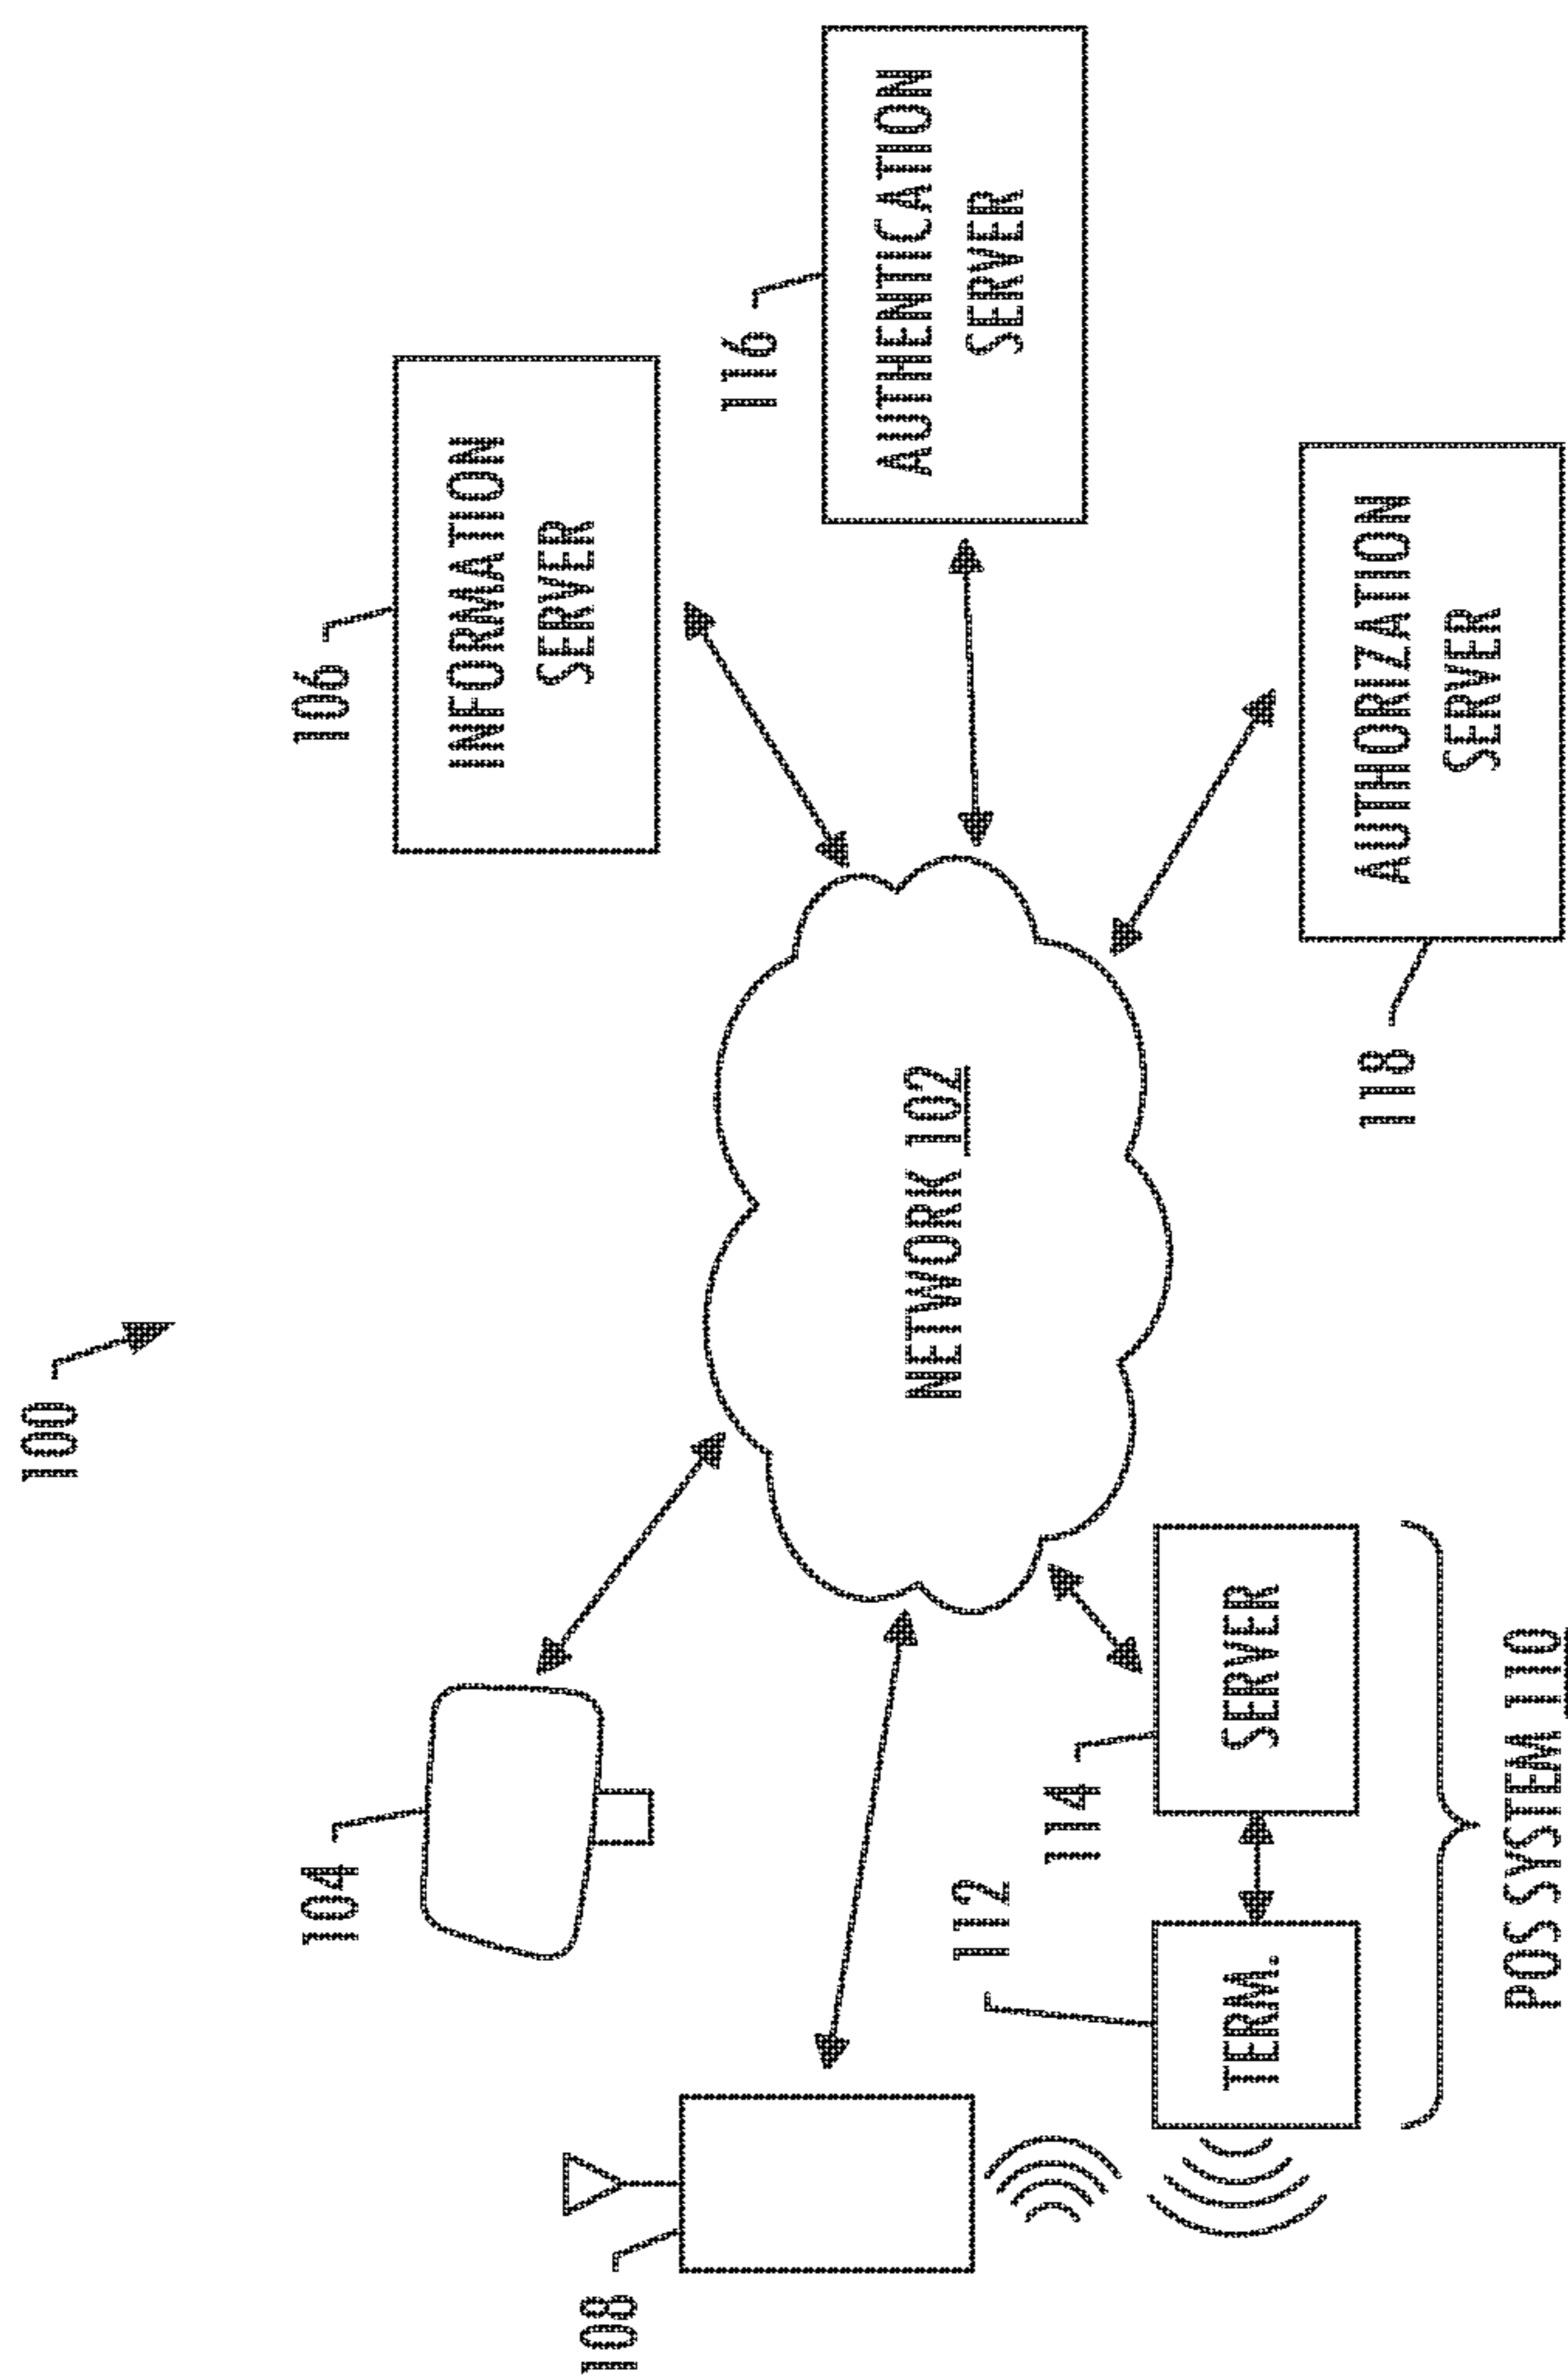 100
106
INFORMATION
SERVER
104
116
AUTHENTICATION
SERVER
108
NETWORK 102
112
114
TERM.
SERVER
118
AUTHORIZATION
SERVER
POS SYSTEM 110